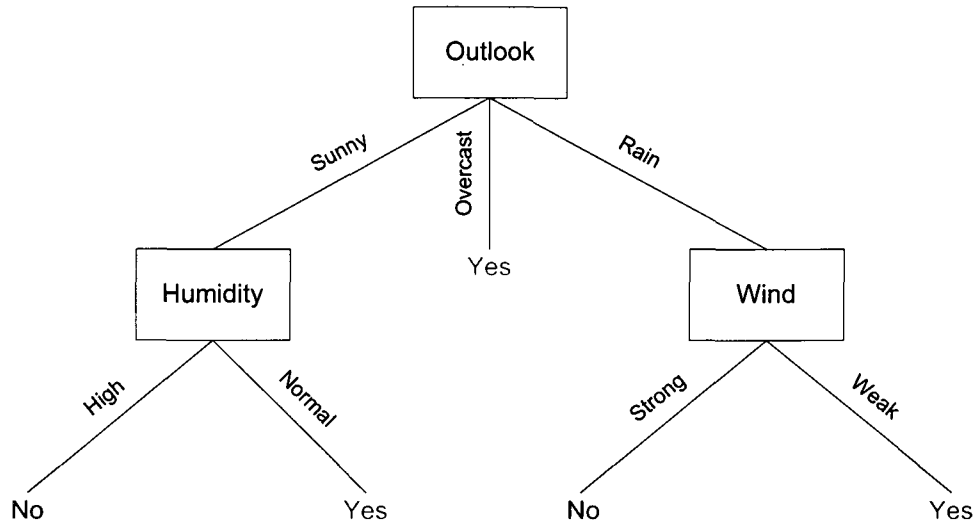 Outlook
Sunny
Overcast
Rain
Yes
Humidity
Wind
High
Normal
Strong
Weak
No
Yes
No
Yes